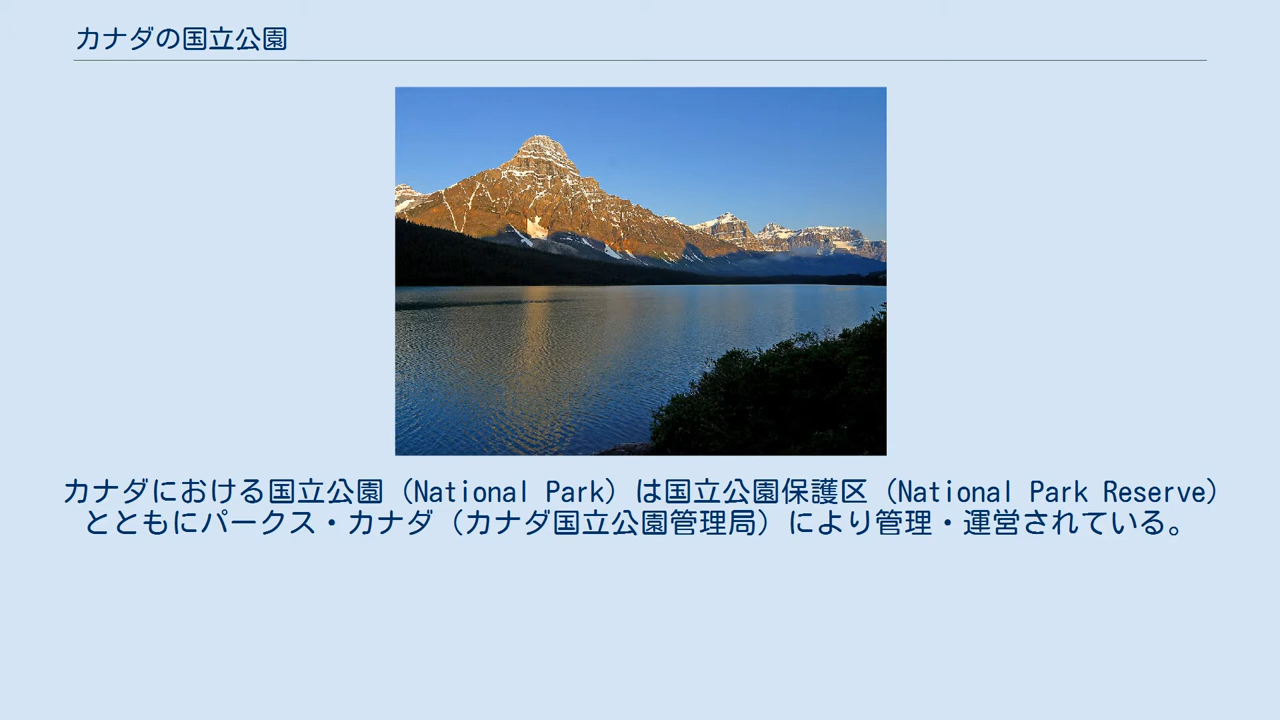 カナダの国立公園
カナダにおける国立公園（National Park）は国立公園保護区（National Park Reserve）
とともにパークス・カナダ（カナダ国立公園管理局）により管理・運営されている。